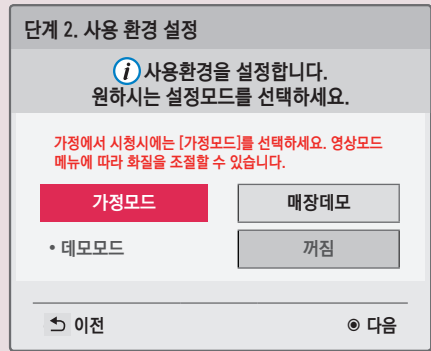 단계 2. 사용 환경 설정
i 사용환경을 설정합니다.
원하시는 설정모드를 선택하세요.
가정에서 시청시에는 [가정모드]를 선택하세요. 영상모드
메뉴에 따라 화질을 조절할 수 있습니다.
가정모드 매장데모
• 데모모드 꺼짐
이전 ◉ 다음